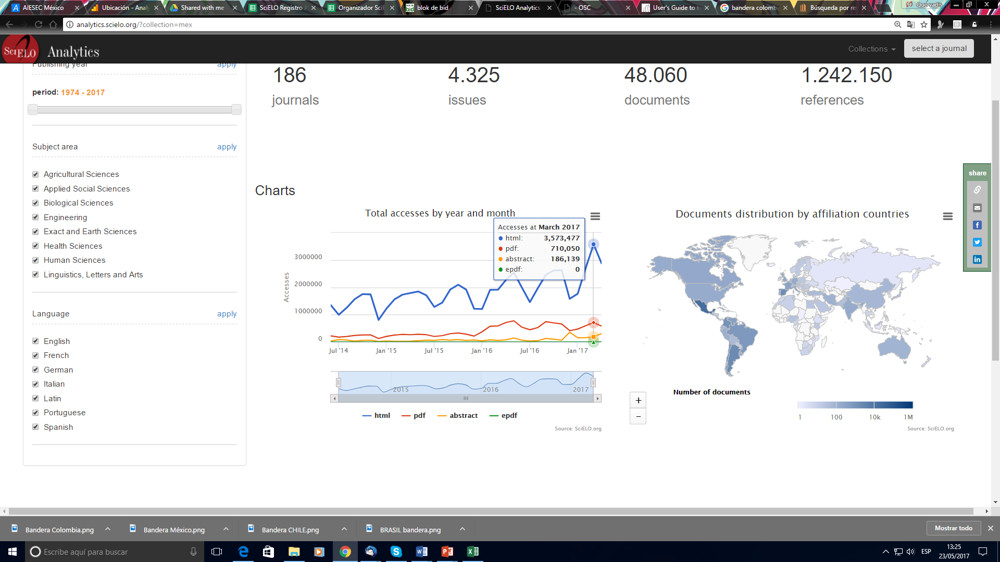 AIESEC México
Ubicación - Anal
Shared with me -
SciELO Registro
Organizador SciE
blok de bid
SciELO Analytics
- OSC
User's Guide to t
bandera colomb
Búsqueda por re
Quo vadis
analytics.scielo.org/?collection=mex
SciELO
Analytics
Collections
select a journal
Publishing year
apply
period: 1974 - 2017
186
journals
4.325
issues
48.060
documents
1.242.150
references
Subject area
apply
Agricultural Sciences
Applied Social Sciences
Biological Sciences
Engineering
Exact and Earth Sciences
Health Sciences
Human Sciences
Linguistics, Letters and Arts
Language
apply
English
French
German
Italian
Latin
Portuguese
Spanish
Charts
Total accesses by year and month
Accesses at March 2017
html: 3,573,477
pdf: 710,050
abstract: 186,139
epdf: 0
Accesses
3000000
2000000
1000000
0
Jul '14
Jan '15
Jul '15
Jan '16
Jul '16
Jan '17
2015
2016
2017
html
pdf
abstract
epdf
Source: SciELO.org
Documents distribution by affiliation countries
+
−
Number of documents
1
100
10k
1M
Source: SciELO.org
share
Bandera Colombia.png
Bandera México.png
Bandera CHILE.png
BRASIL bandera.png
Mostrar todo
Escribe aquí para buscar
ESP
13:25
23/05/2017